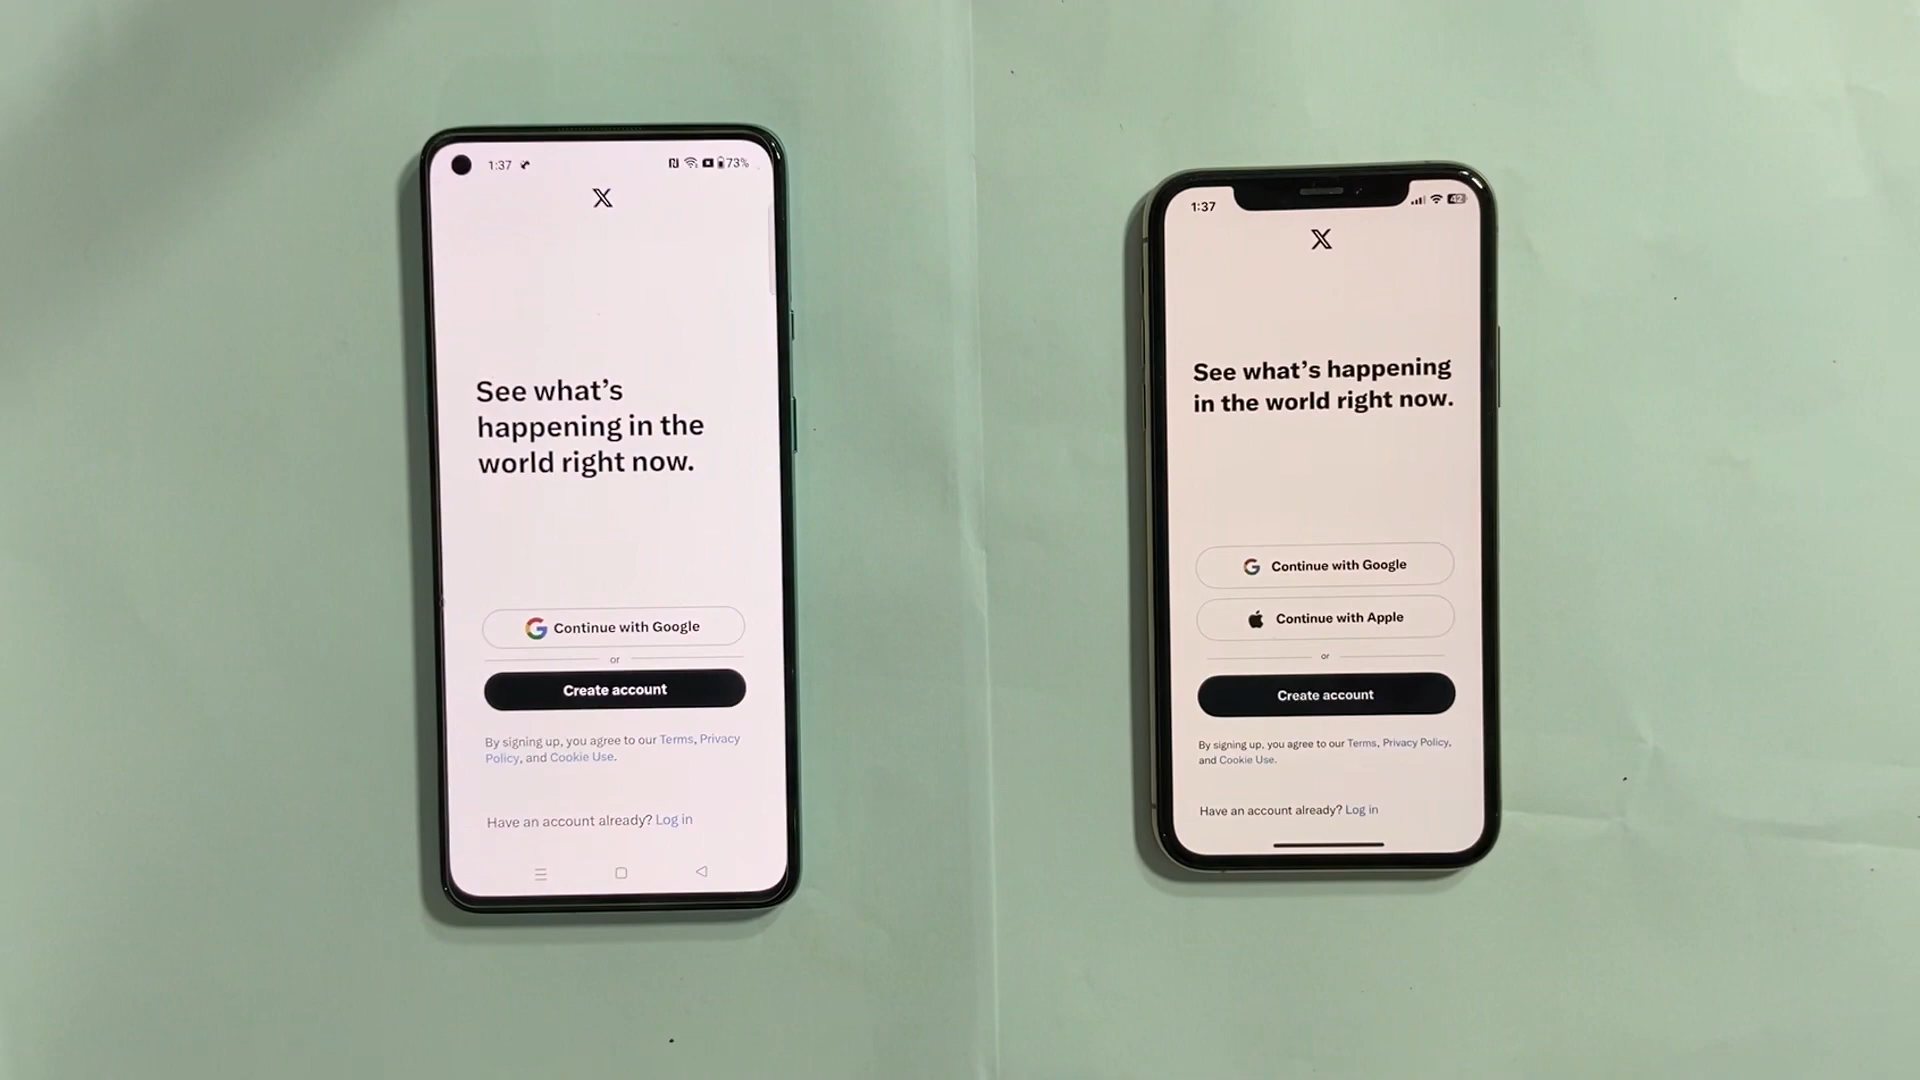 1:37
73%
X
See what's
happening in the
world right now.
Continue with Google
or
Create account
By signing up, you agree to our Terms, Privacy
Policy, and Cookie Use.
Have an account already? Log in
1:37
42
X
See what's happening
in the world right now.
Continue with Google
Continue with Apple
or
Create account
By signing up, you agree to our Terms, Privacy Policy,
and Cookie Use.
Have an account already? Log in